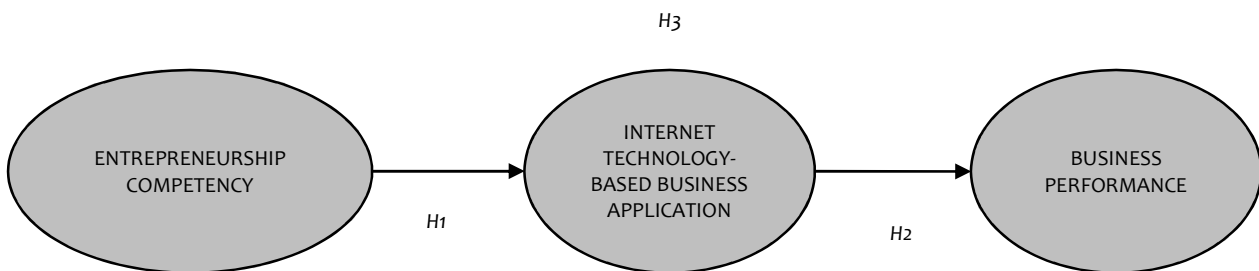 H3
ENTREPRENEURSHIP
COMPETENCY
INTERNET
TECHNOLOGY-
BASED BUSINESS
APPLICATION
BUSINESS
PERFORMANCE
H1
H2